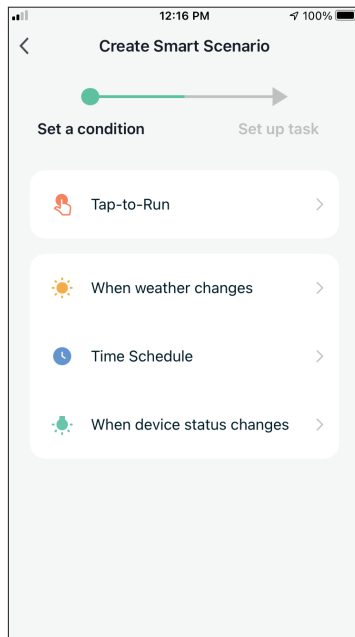 12:16 PM 100%
Create Smart Scenario
Set a condition Set up task
Tap-to-Run
When weather changes
Time Schedule
When device status changes